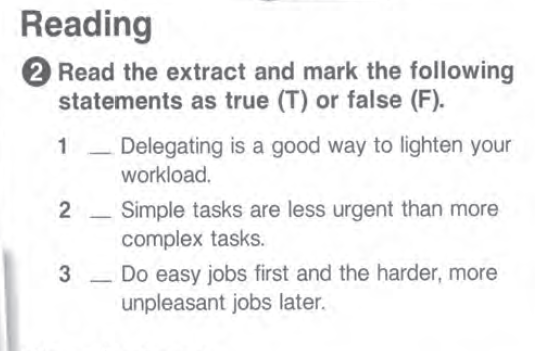 Reading
2 Read the extract and mark the following
statements as true (T) or false (F).
1 __ Delegating is a good way to lighten your
workload.
2 __ Simple tasks are less urgent than more
complex tasks.
3 __ Do easy jobs first and the harder, more
unpleasant jobs later.